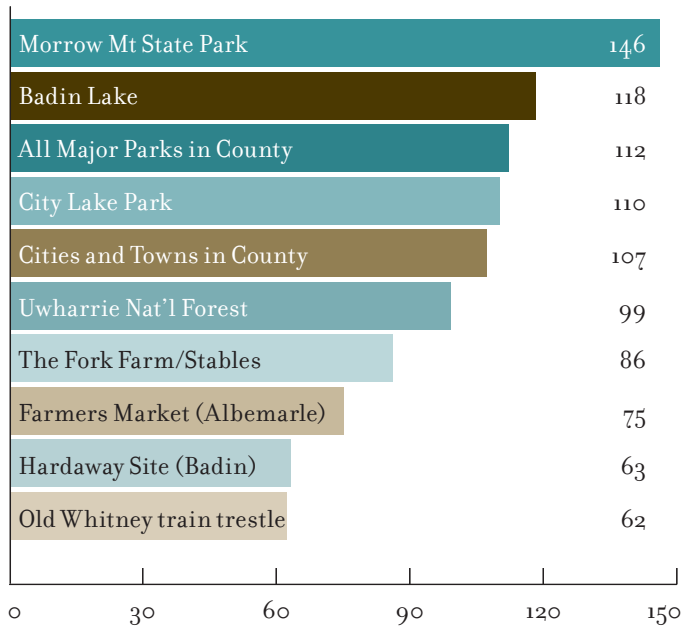 Morrow Mt State Park 146
Badin Lake 118
All Major Parks in County 112
City Lake Park 110
Cities and Towns in County 107
Uwharrie Nat’l Forest 99
The Fork Farm/Stables 86
Farmers Market (Albemarle) 75
Hardaway Site (Badin) 63
Old Whitney train trestle 62
0 30 60 90 120 150